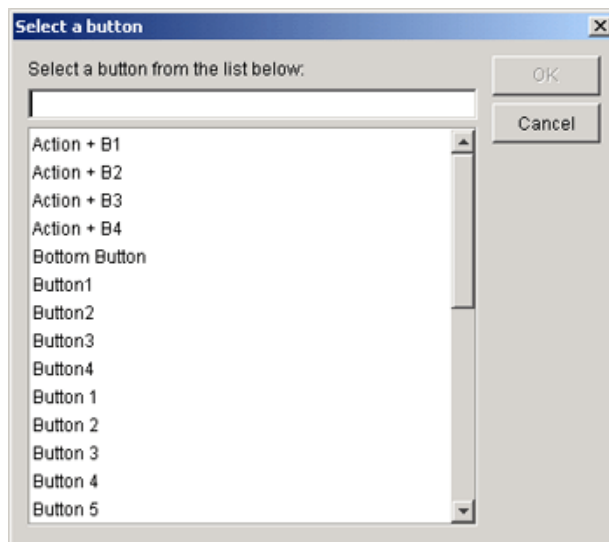 Select a button
Select a button from the list below:
OK
Cancel
Action + B1
Action + B2
Action + B3
Action + B4
Bottom Button
Button1
Button2
Button3
Button4
Button 1
Button 2
Button 3
Button 4
Button 5